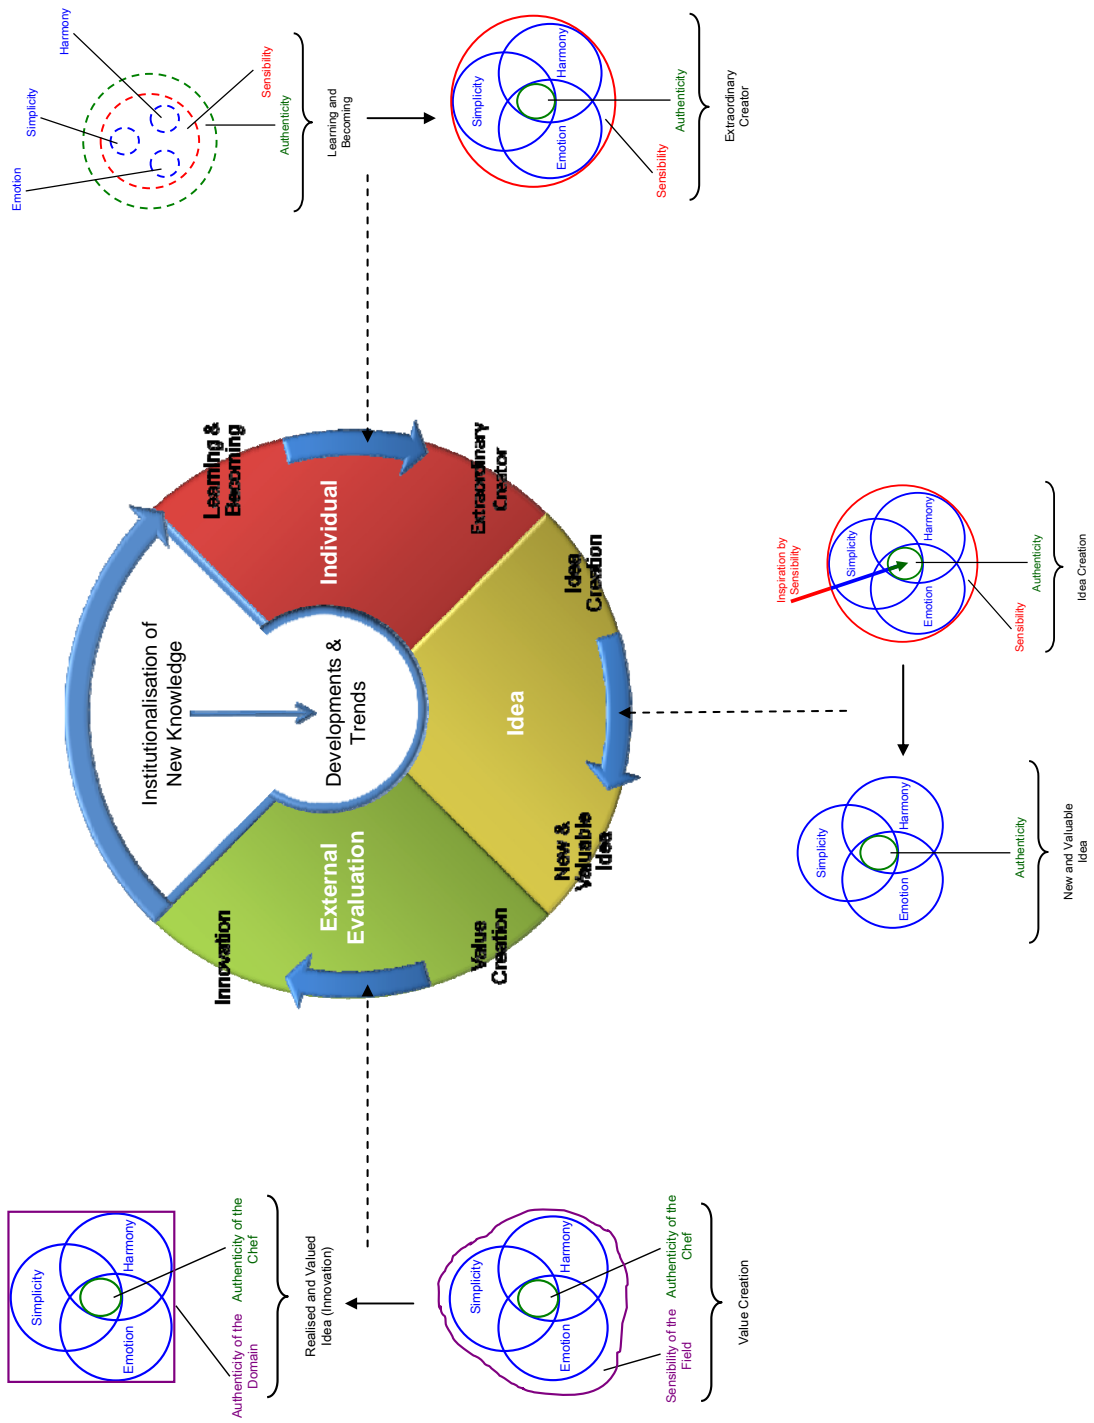 Simplicity
Emotion
Harmony
Authenticity of the
Domain
Authenticity of the
Chef
Realised and Valued
Idea (Innovation)
Simplicity
Emotion
Harmony
Sensibility of the
Field
Authenticity of the
Chef
Value Creation
Institutionalisation of
New Knowledge
Developments &
Trends
Innovation
External
Evaluation
Value
Creation
Learning &
Becoming
Individual
Extraordinary
Creator
Idea
New &
Valuable
Idea
Idea
Creation
Emotion
Simplicity
Harmony
Sensibility
Authenticity
Learning and
Becoming
Simplicity
Emotion
Harmony
Sensibility
Authenticity
Extraordinary
Creator
Simplicity
Emotion
Harmony
Authenticity
New and Valuable
Idea
Inspiration by
Sensibility
Simplicity
Emotion
Harmony
Sensibility
Authenticity
Idea Creation